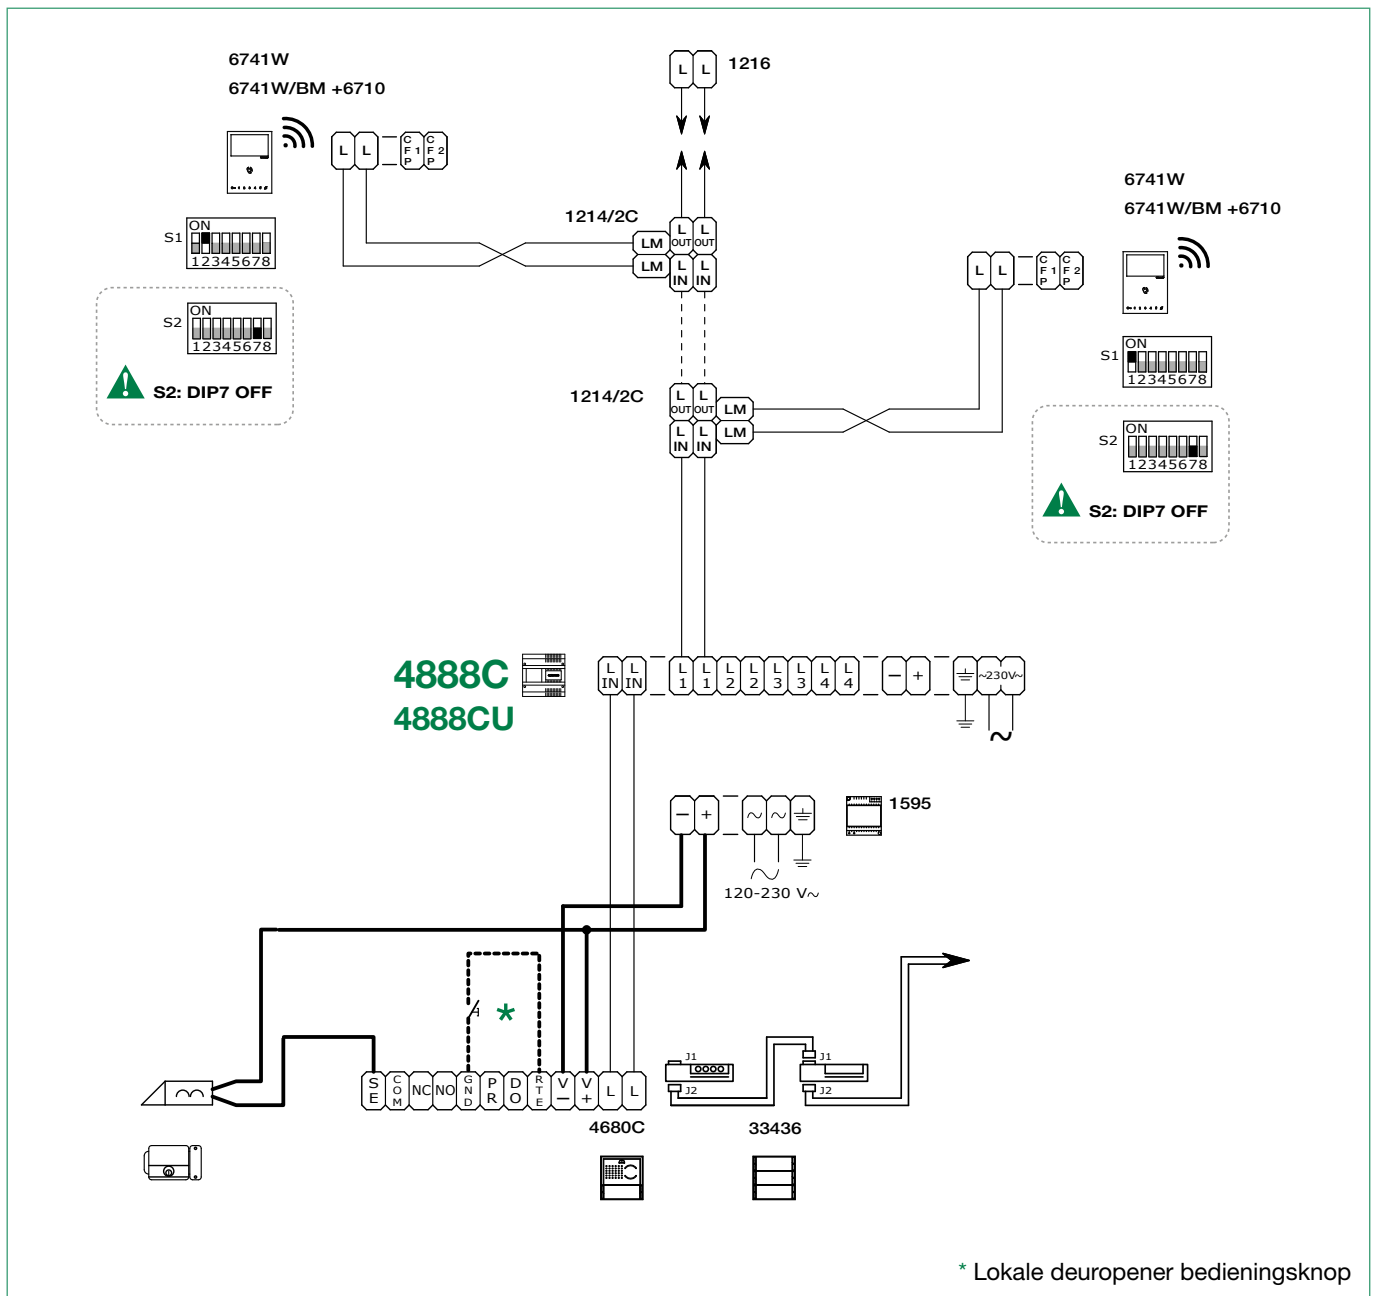 6741W
6741W/BM +6710
L L
1216
L L
C F P 1
C F P 2
6741W
6741W/BM +6710
1214/2C
L OUT
L OUT
LM
LM
L IN
L IN
S1
ON
12345678
S2
ON
12345678
S2: DIP7 OFF
L L
C F P 1
C F P 2
S1
ON
12345678
S2
ON
12345678
S2: DIP7 OFF
1214/2C
L OUT
L OUT
LM
LM
L IN
L IN
4888C
4888CU
L IN
L IN
L 1
L 1
L 2
L 2
L 3
L 3
L 4
L 4
− +
~230V~
~
− +
~ ~
1595
120-230 V~
*
S E
C O M
NC
NO
G N D
P R
D O
R T E
V −
V +
L
L
J1
J2
J1
J2
4680C
33436
* Lokale deuropener bedieningsknop